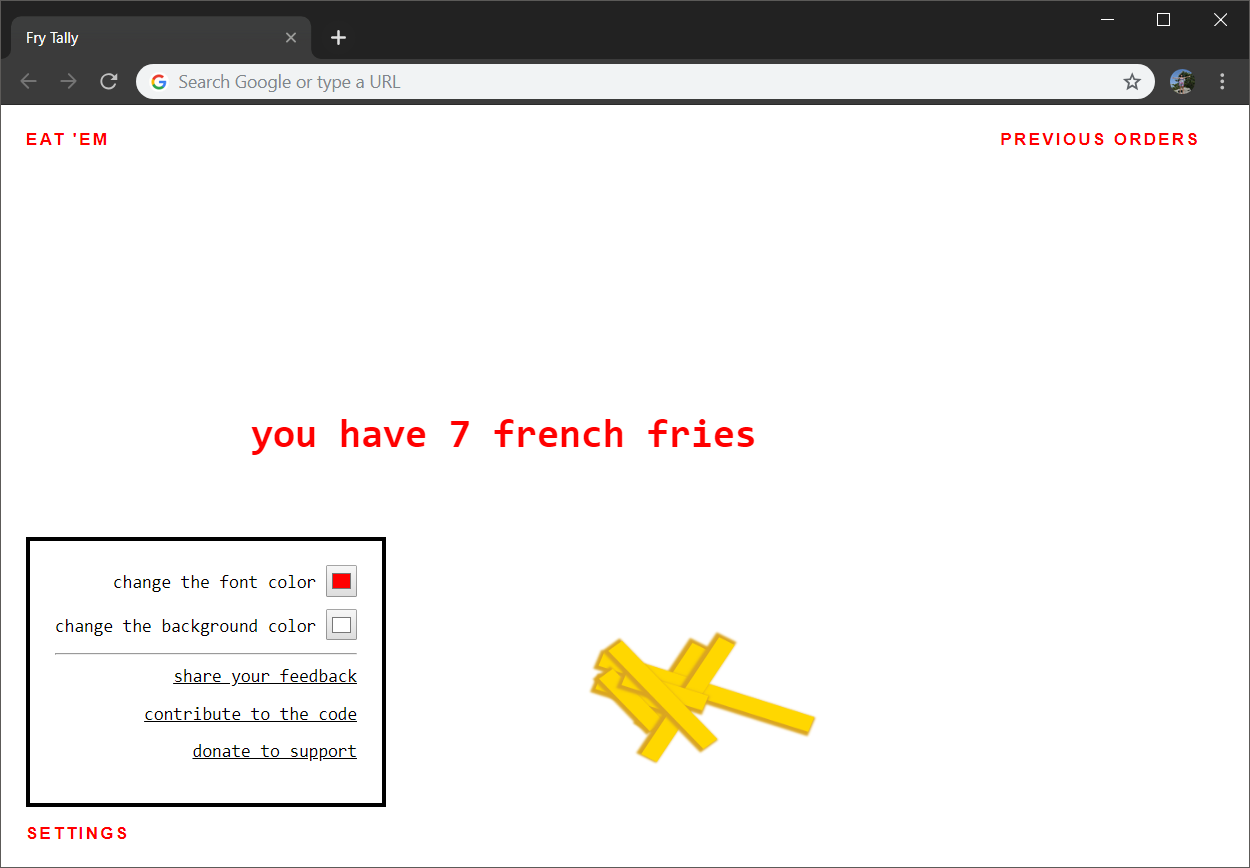 Fry Tally
Search Google or type a URL
EAT 'EM
PREVIOUS ORDERS
you have 7 french fries
change the font color
change the background color
share your feedback
contribute to the code
donate to support
SETTINGS